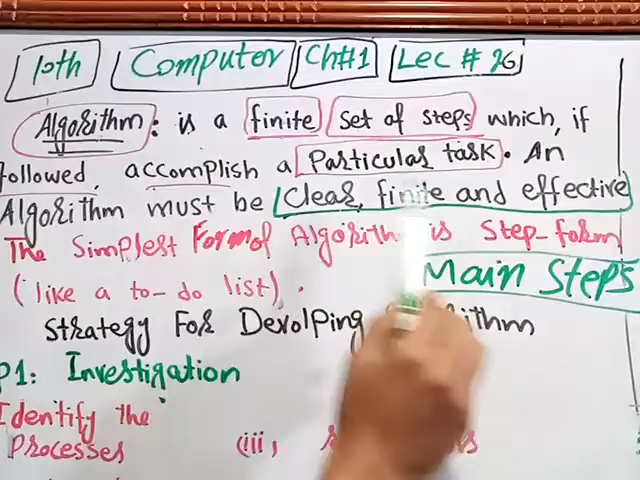 10th Computer Ch#1 Lec # 26
Algorithm: is a finite set of steps which, if
followed, accomplish a Particular task. An
Algorithm must be Clear, finite and effective
The Simplest Form of Algorithm is Step-form
(like a to-do list).
Main Steps
Strategy For Devolping
P1: Investigation
Identify the
Processes
(iii,